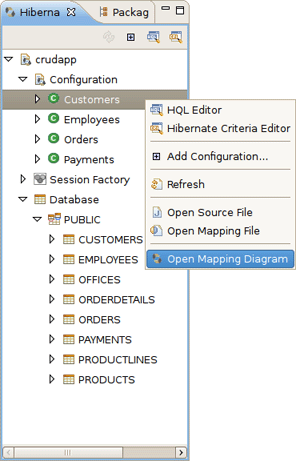 Hiberna
Packag
crudapp
Configuration
Customers
Employees
Orders
Payments
Session Factory
Database
PUBLIC
CUSTOMERS
EMPLOYEES
OFFICES
ORDERDETAILS
ORDERS
PAYMENTS
PRODUCTLINES
PRODUCTS
HQL Editor
Hibernate Criteria Editor
Add Configuration...
Refresh
Open Source File
Open Mapping File
Open Mapping Diagram